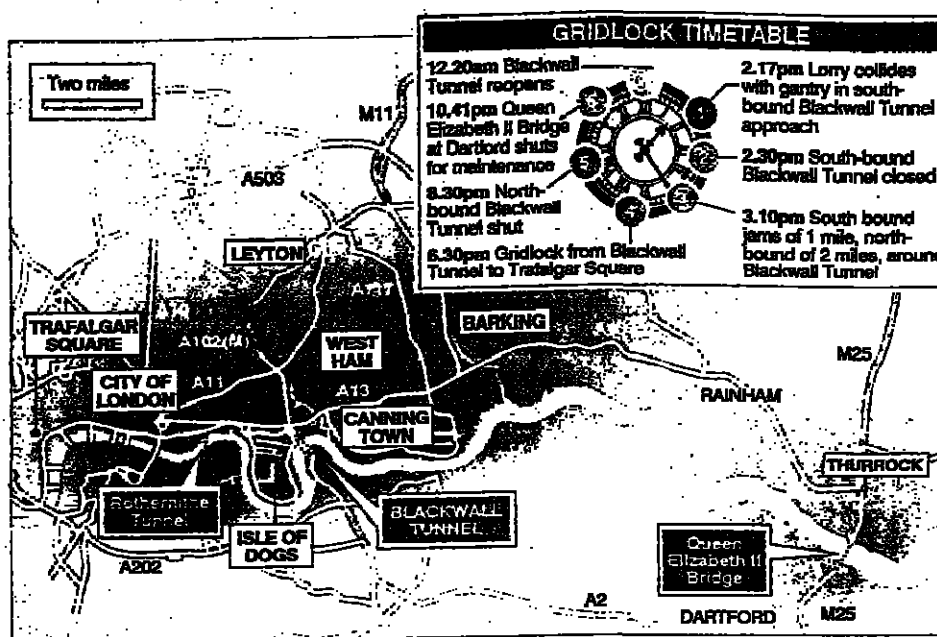 GRIDLOCK TIMETABLE
12.20am Blackwall
Tunnel reopens
10.41pm Queen
Elizabeth II Bridge
at Dartford shuts
for maintenance
8.30pm North-
bound Blackwall
Tunnel shut
6.30pm Gridlock from Blackwall
Tunnel to Trafalgar Square
2.17pm Lorry collides
with gantry in south-
bound Blackwall Tunnel
approach
2.30pm South-bound
Blackwall Tunnel closed
3.10pm South bound
jams of 1 mile, north-
bound of 2 miles, around
Blackwall Tunnel
Two miles
M11
A503
LEYTON
TRAFALGAR
SQUARE
A102(M)
WEST
HAM
BARKING
M25
CITY OF
LONDON
A11
A13
CANNING
TOWN
RAINHAM
THURROCK
Rotherhithe
Tunnel
ISLE OF
DOGS
BLACKWALL
TUNNEL
Queen
Elizabeth II
Bridge
A202
A2
DARTFORD
M25